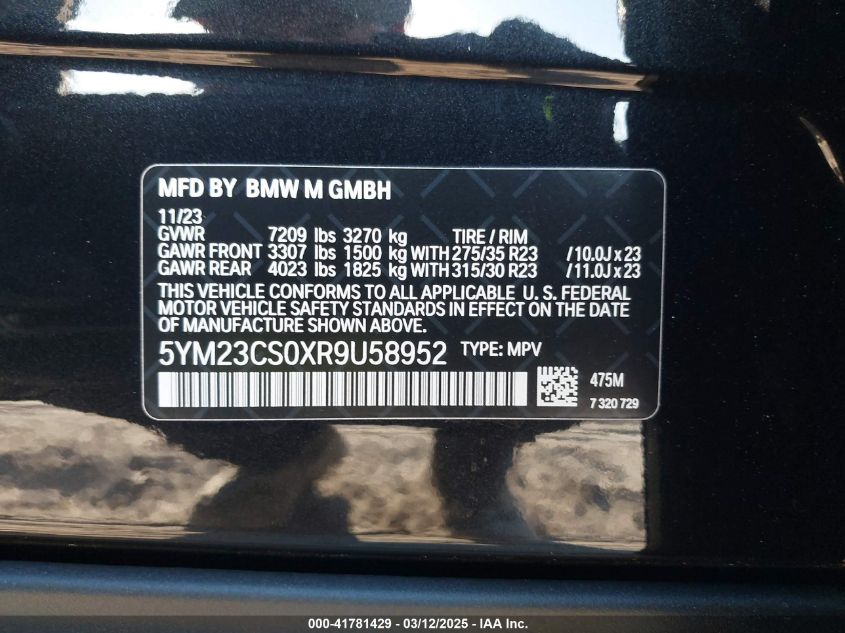 MFD BY BMW M GMBH
11/23
GVWR 7209 lbs 3270 kg TIRE / RIM
GAWR FRONT 3307 lbs 1500 kg WITH 275/35 R23 /10.0J x 23
GAWR REAR 4023 lbs 1825 kg WITH 315/30 R23 /11.0J x 23
THIS VEHICLE CONFORMS TO ALL APPLICABLE U. S. FEDERAL
MOTOR VEHICLE SAFETY STANDARDS IN EFFECT ON THE DATE
OF MANUFACTURE SHOWN ABOVE.
5YM23CS0XR9U58952 TYPE: MPV
475M
7 320 729
000-41781429 - 03/12/2025 - IAA Inc.